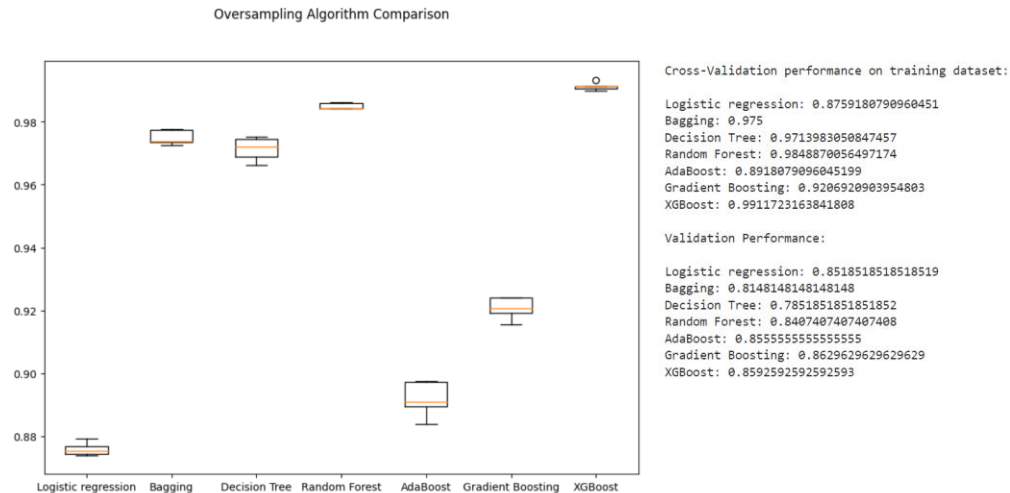 Oversampling Algorithm Comparison
0.98
0.96
0.94
0.92
0.90
0.88
Logistic regression Bagging Decision Tree Random Forest AdaBoost Gradient Boosting XGBoost
Cross-Validation performance on training dataset:
Logistic regression: 0.8759180790960451
Bagging: 0.975
Decision Tree: 0.9713983050847457
Random Forest: 0.9848870056497174
AdaBoost: 0.8918079096045199
Gradient Boosting: 0.9206920903954803
XGBoost: 0.9911723163841808
Validation Performance:
Logistic regression: 0.8518518518518519
Bagging: 0.8148148148148148
Decision Tree: 0.7851851851851852
Random Forest: 0.8407407407407408
AdaBoost: 0.8555555555555555
Gradient Boosting: 0.8629629629629629
XGBoost: 0.8592592592592593